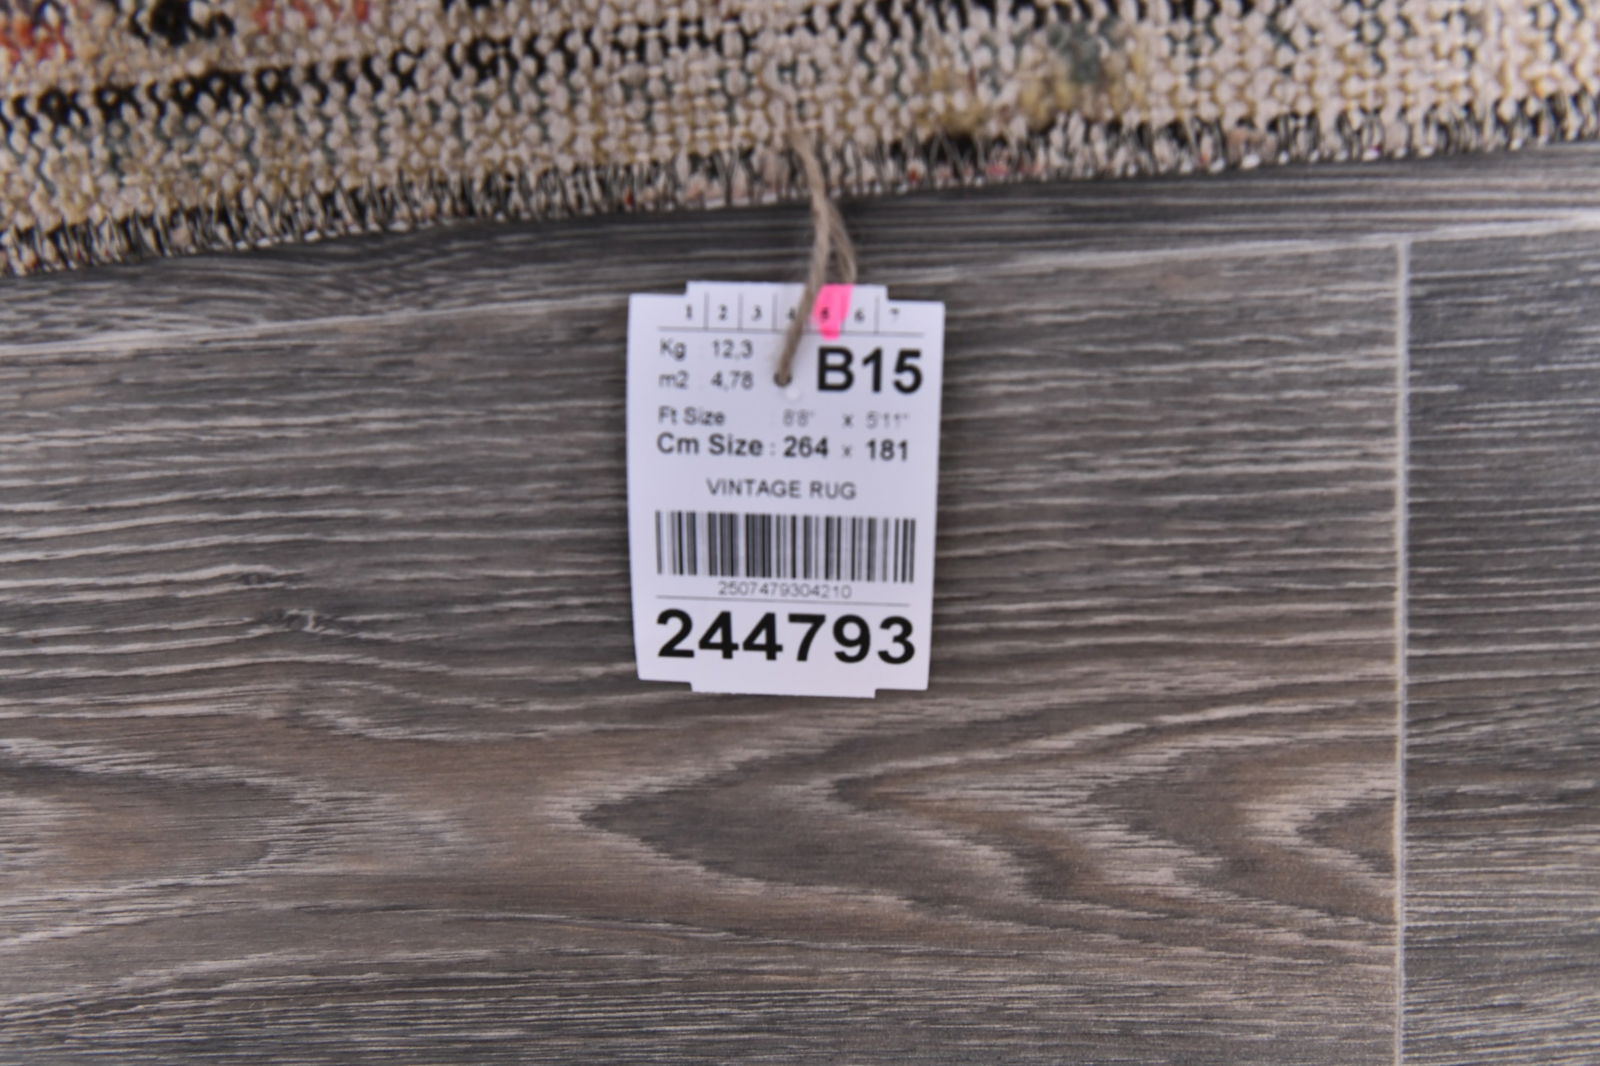 1 2 3 4 5 6 7
Kg : 12,3
m2 : 4,78
B15
Ft Size : 8'8" x 5'11"
Cm Size : 264 x 181
VINTAGE RUG
2507479304210
244793